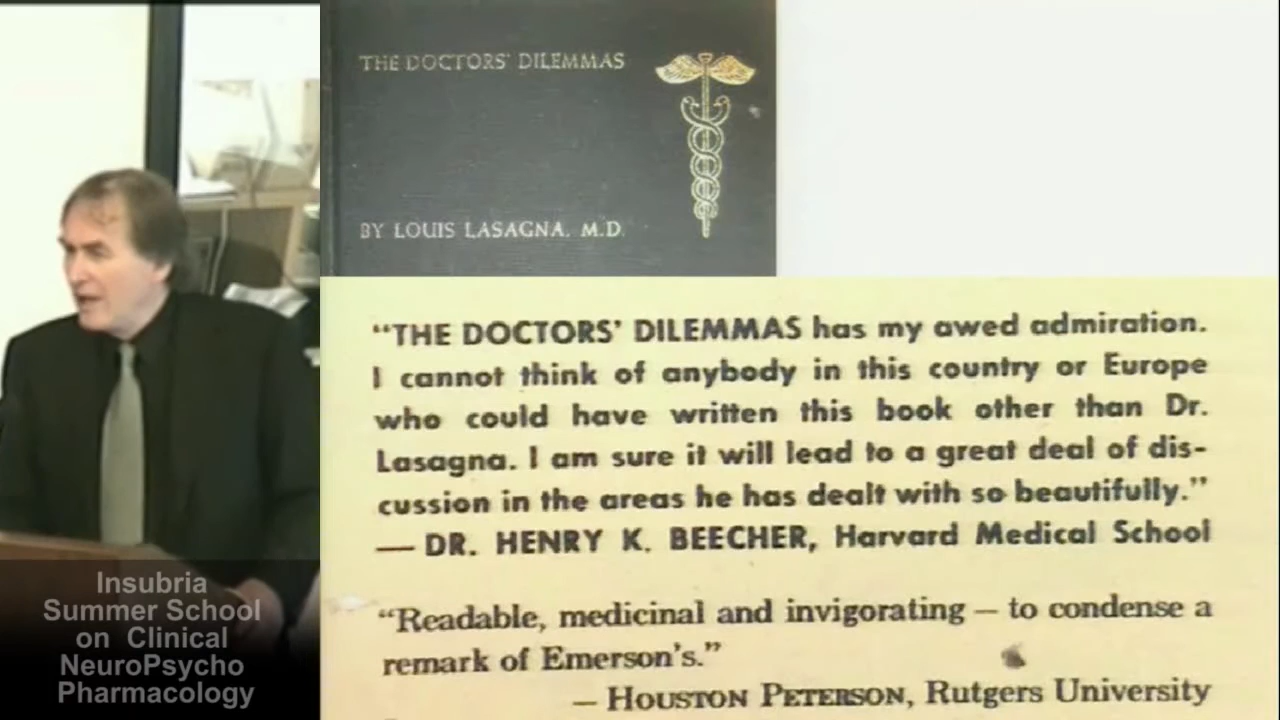 THE DOCTORS' DILEMMAS
BY LOUIS LASAGNA, M.D.
“THE DOCTORS’ DILEMMAS has my awed admiration.
I cannot think of anybody in this country or Europe
who could have written this book other than Dr.
Lasagna. I am sure it will lead to a great deal of dis-
cussion in the areas he has dealt with so beautifully.”
— DR. HENRY K. BEECHER, Harvard Medical School
“Readable, medicinal and invigorating — to condense a
remark of Emerson’s.”
— HOUSTON PETERSON, Rutgers University
Insubria
Summer School
on Clinical
NeuroPsycho
Pharmacology